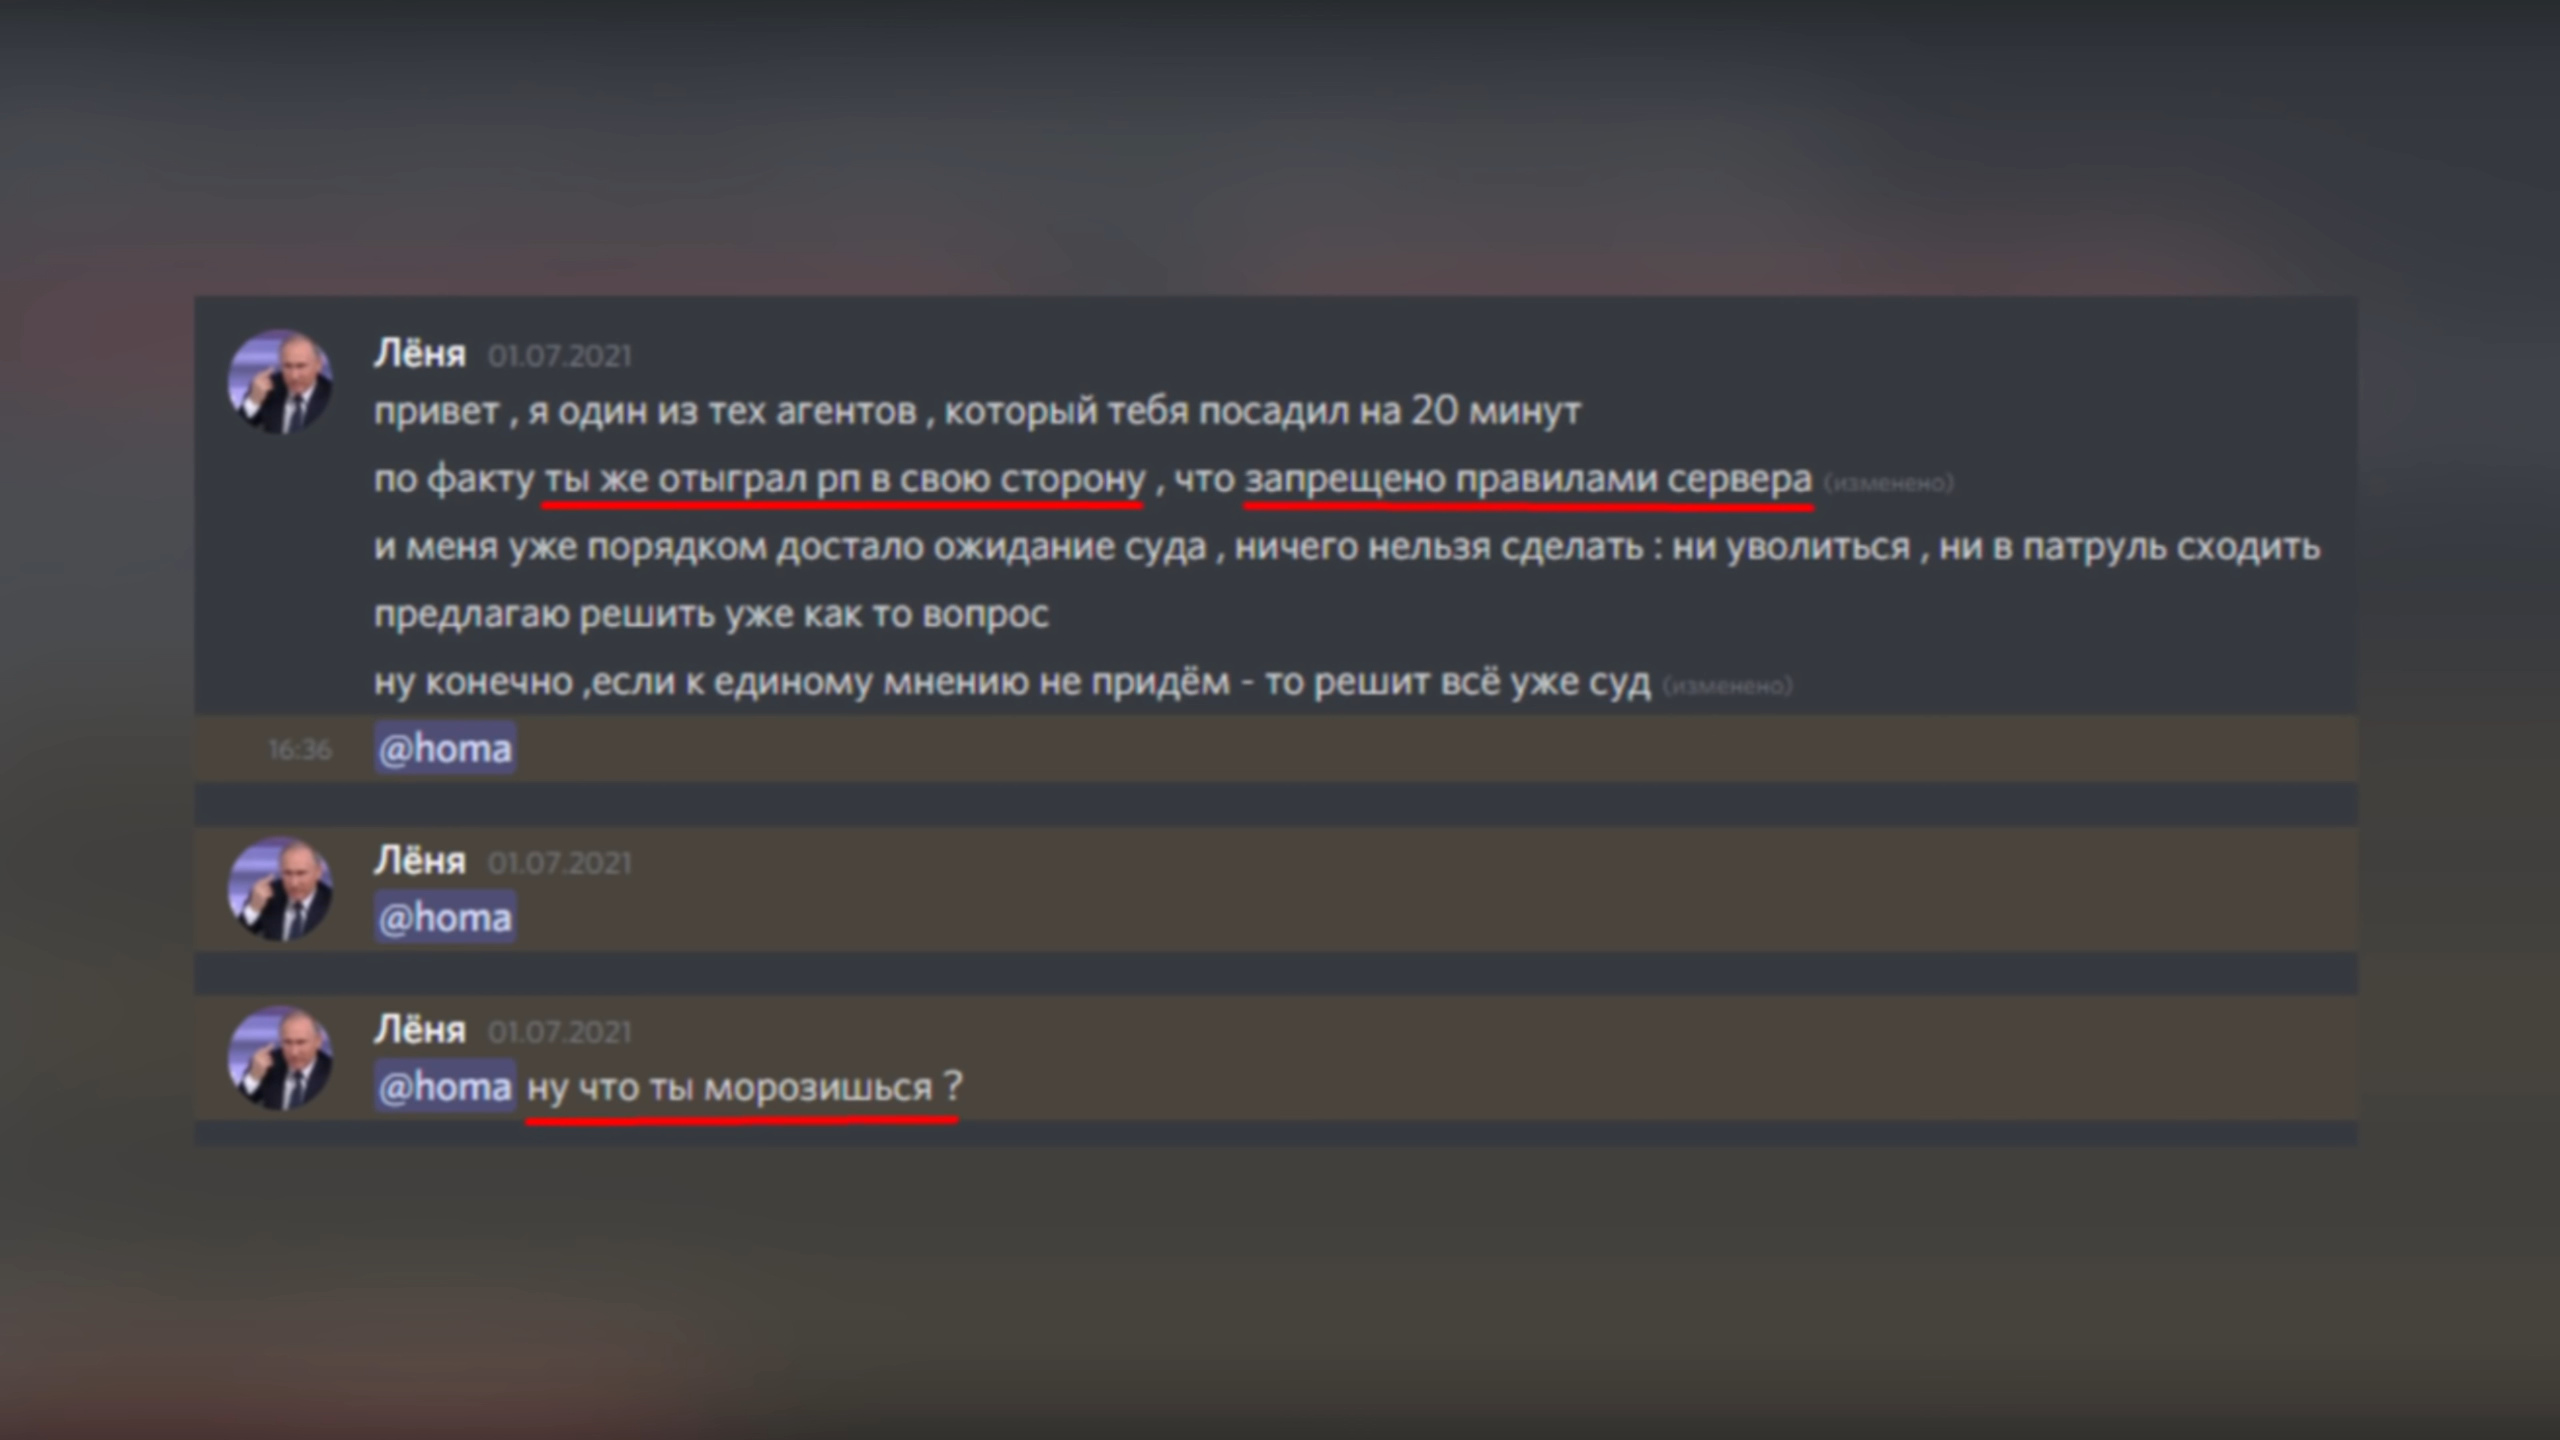 Лёня 01.07.2021
привет , я один из тех агентов , который тебя посадил на 20 минут
по факту ты же отыграл рп в свою сторону , что запрещено правилами сервера (изменено)
и меня уже порядком достало ожидание суда , ничего нельзя сделать : ни уволиться , ни в патруль сходить
предлагаю решить уже как то вопрос
ну конечно ,если к единому мнению не придём - то решит всё уже суд (изменено)
16:36 @homa
Лёня 01.07.2021
@homa
Лёня 01.07.2021
@homa ну что ты морозишься ?